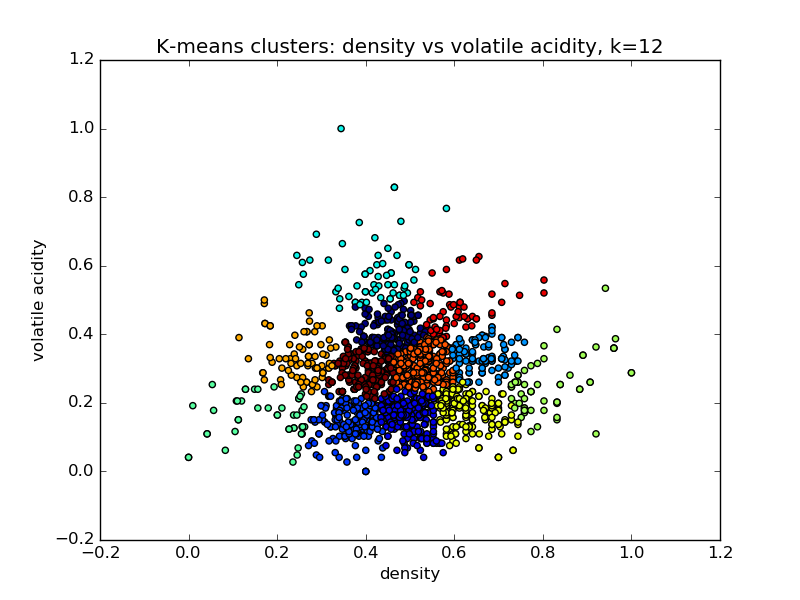 K-means clusters: density vs volatile acidity, k=12
1.2
1.0
0.8
0.6
0.4
0.2
0.0
−0.2
volatile acidity
−0.2 0.0 0.2 0.4 0.6 0.8 1.0 1.2
density